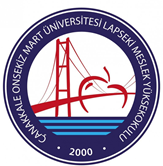 ÇANAKKALE ONSEKİZ MART ÜNİVERSİTESİ LAPSEKİ MESLEK YÜKSEKOKULU
· 2000 ·